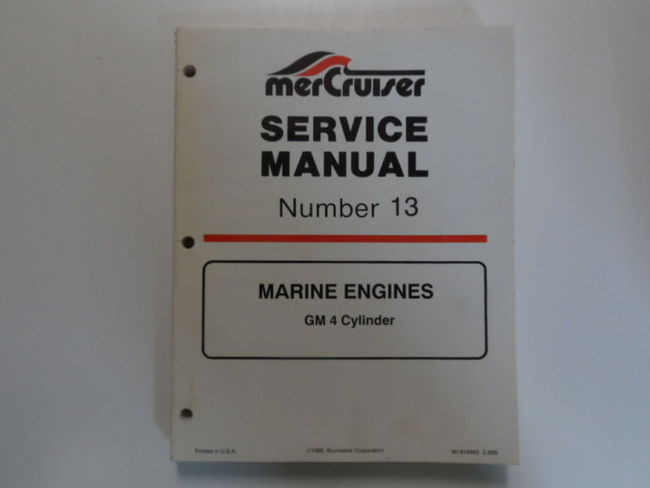 merCruiser
SERVICE
MANUAL
Number 13
MARINE ENGINES
GM 4 Cylinder
Printed in U.S.A.
Brunswick Corporation